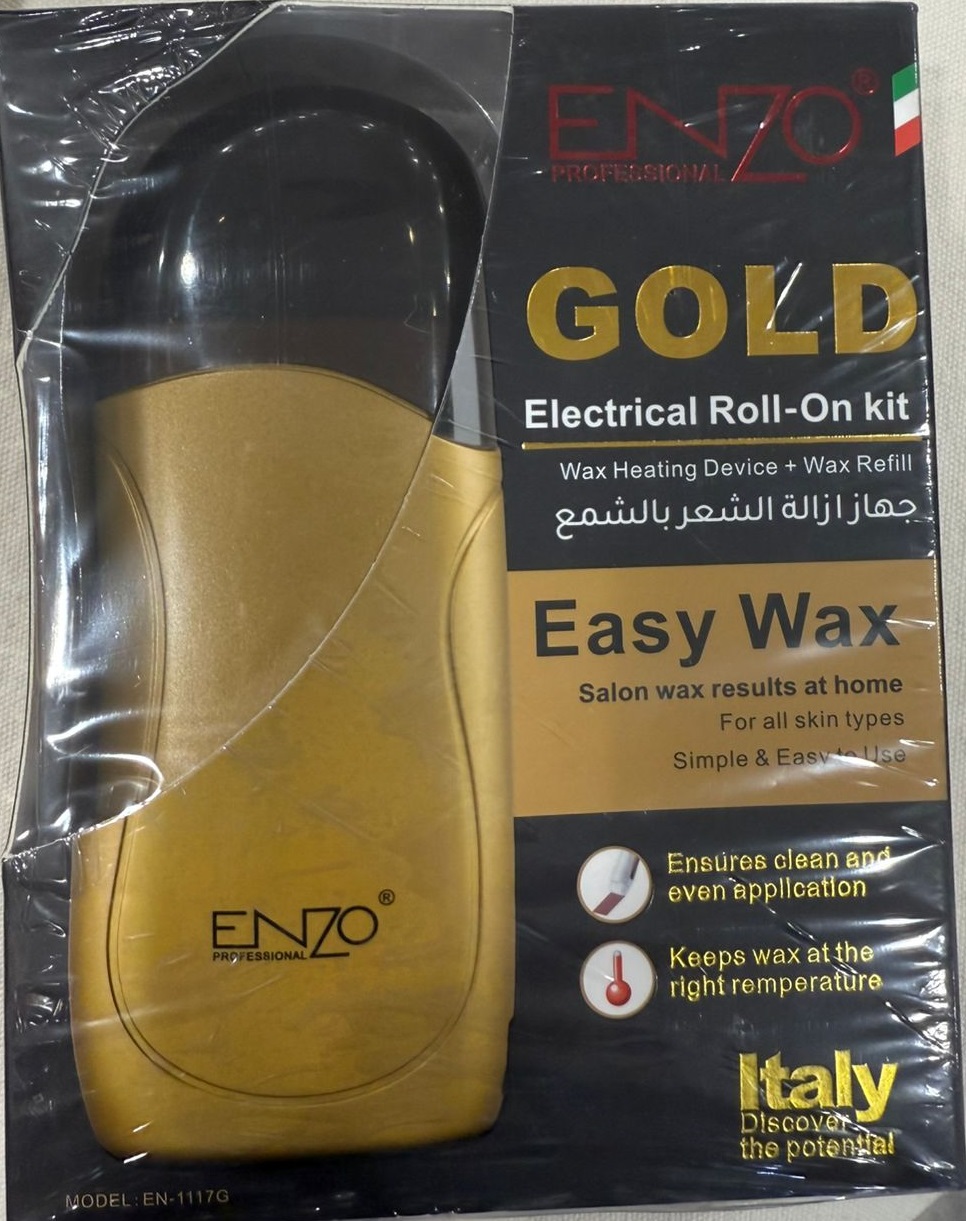 ENZO®
PROFESSIONAL
GOLD
Electrical Roll-On kit
Wax Heating Device + Wax Refill
جهاز ازالة الشعر بالشمع
Easy Wax
Salon wax results at home
For all skin types
Simple & Easy to Use
Ensures clean and
even application
Keeps wax at the
right remperature
Italy
Discover
the potential
ENZO®
PROFESSIONAL
MODEL: EN-1117G